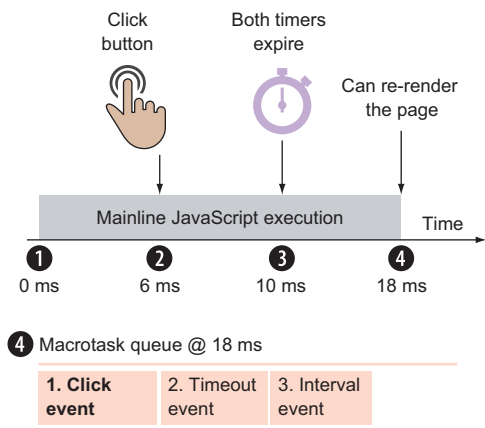 Click
button
Both timers
expire
Can re-render
the page
Mainline JavaScript execution
Time
1
2
3
4
0 ms
6 ms
10 ms
18 ms
4 Macrotask queue @ 18 ms
1. Click
event
2. Timeout
event
3. Interval
event